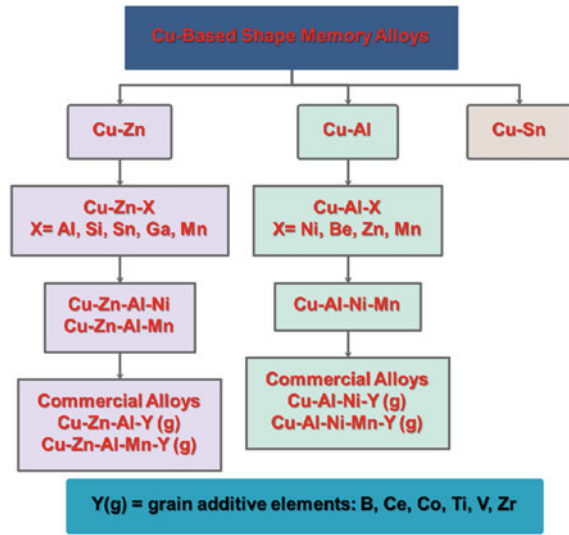 Cu-Based Shape Memory Alloys
Cu-Zn
Cu-Al
Cu-Sn
Cu-Zn-X
X= Al, Si, Sn, Ga, Mn
Cu-Al-X
X= Ni, Be, Zn, Mn
Cu-Zn-Al-Ni
Cu-Zn-Al-Mn
Cu-Al-Ni-Mn
Commercial Alloys
Cu-Zn-Al-Y (g)
Cu-Zn-Al-Mn-Y (g)
Commercial Alloys
Cu-Al-Ni-Y (g)
Cu-Al-Ni-Mn-Y (g)
Y(g) = grain additive elements: B, Ce, Co, Ti, V, Zr